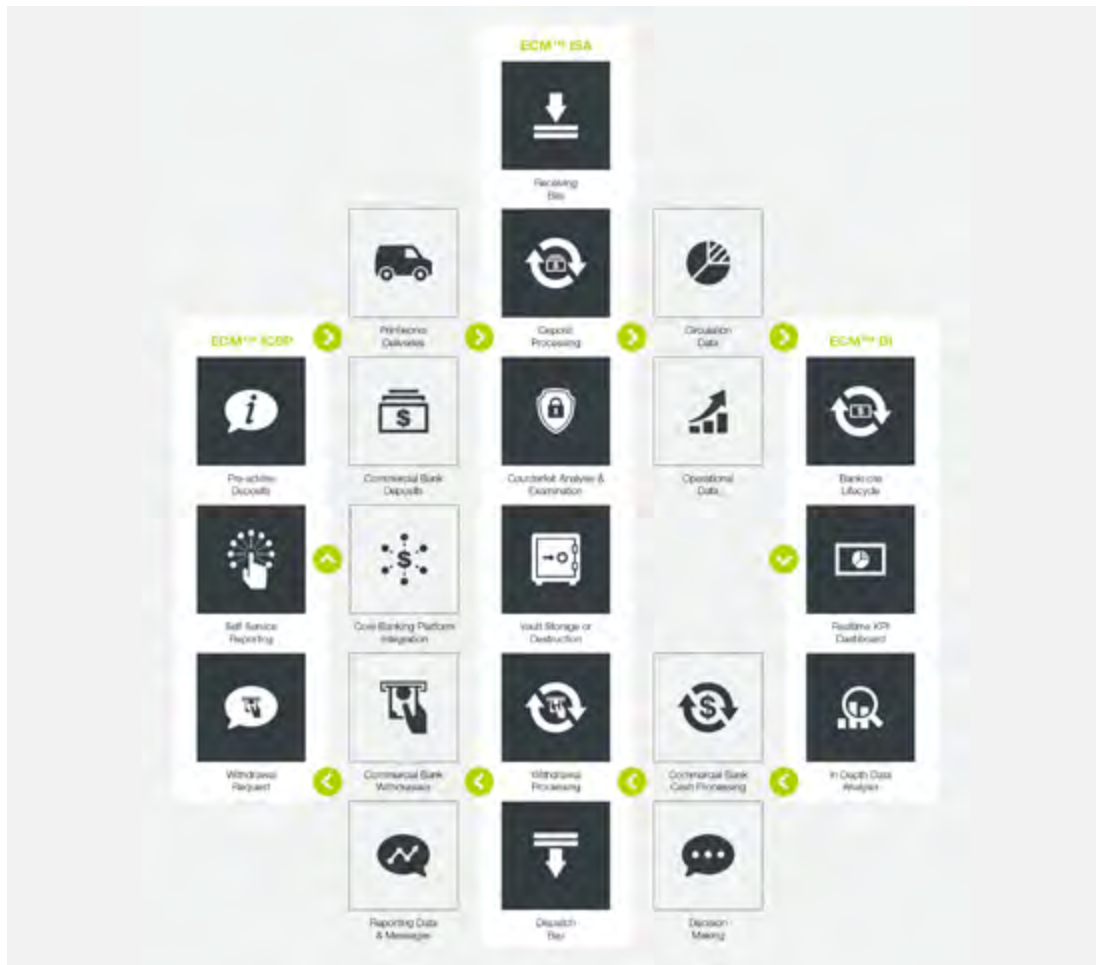 ECM™ ISA
Receiving
Bay
Printworks
Deliveries
Deposit
Processing
Circulation
Data
ECM™ BI
Pre-advise
Deposits
Commercial Bank
Deposits
Counterfeit Analysis &
Examination
Operational
Data
Banknote
Lifecycle
Self Service
Reporting
Core Banking Platform
Integration
Vault Storage or
Destruction
Realtime KPI
Dashboard
Withdrawal
Request
Commercial Bank
Withdrawals
Withdrawal
Processing
Commercial Bank
Cash Processing
In Depth Data
Analysis
Reporting Data
& Messages
Dispatch
Bay
Decision
Making